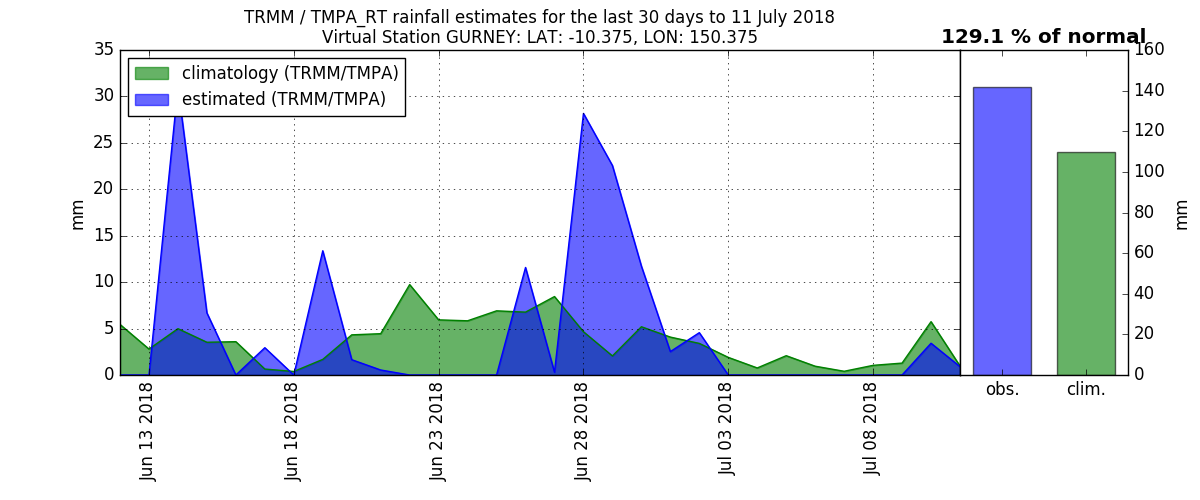 TRMM / TMPA_RT rainfall estimates for the last 30 days to 11 July 2018
Virtual Station GURNEY: LAT: -10.375, LON: 150.375
129.1 % of normal
climatology (TRMM/TMPA)
estimated (TRMM/TMPA)
35
30
25
20
15
10
5
0
mm
Jun 13 2018
Jun 18 2018
Jun 23 2018
Jun 28 2018
Jul 03 2018
Jul 08 2018
obs.
clim.
160
140
120
100
80
60
40
20
0
mm